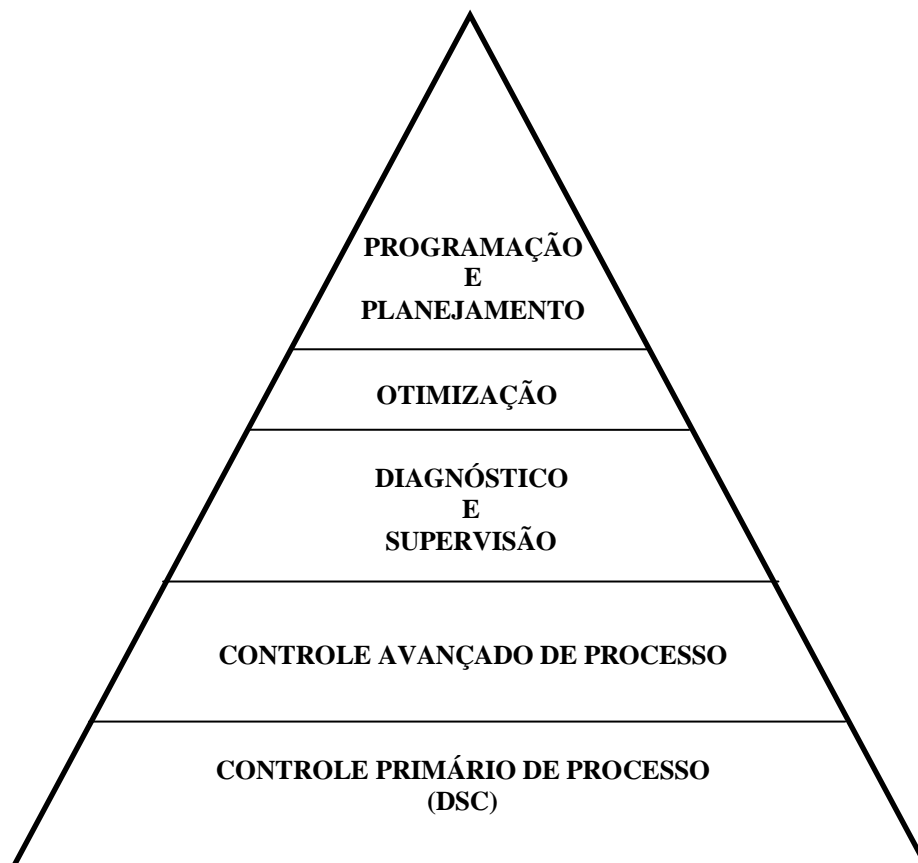 PROGRAMAÇÃO
E
PLANEJAMENTO
OTIMIZAÇÃO
DIAGNÓSTICO
E
SUPERVISÃO
CONTROLE AVANÇADO DE PROCESSO
CONTROLE PRIMÁRIO DE PROCESSO
(DSC)